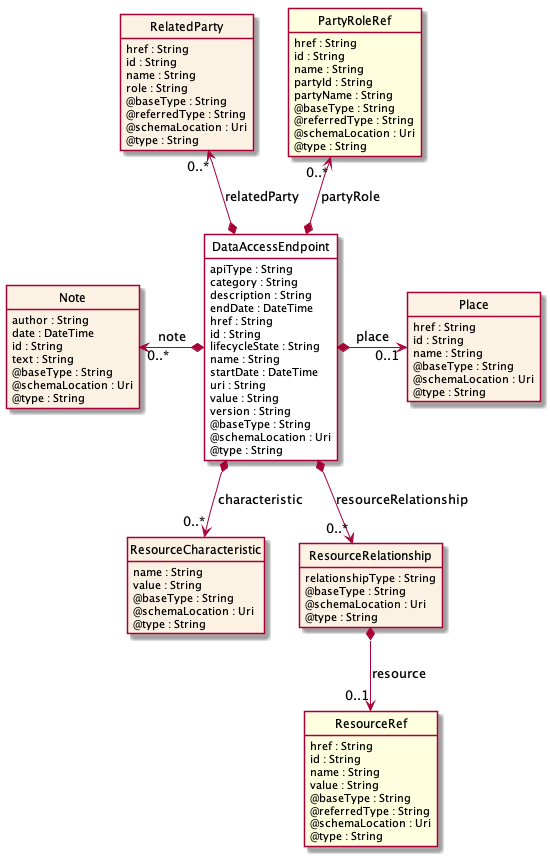 RelatedParty
href : String
id : String
name : String
role : String
@baseType : String
@referredType : String
@schemaLocation : Uri
@type : String
PartyRoleRef
href : String
id : String
name : String
partyId : String
partyName : String
@baseType : String
@referredType : String
@schemaLocation : Uri
@type : String
0..*
relatedParty
0..*
partyRole
DataAccessEndpoint
apiType : String
category : String
description : String
endDate : DateTime
href : String
id : String
lifecycleState : String
name : String
startDate : DateTime
uri : String
value : String
version : String
@baseType : String
@schemaLocation : Uri
@type : String
Note
author : String
date : DateTime
id : String
text : String
@baseType : String
@schemaLocation : Uri
@type : String
note
0..*
place
0..1
Place
href : String
id : String
name : String
@baseType : String
@schemaLocation : Uri
@type : String
characteristic
0..*
resourceRelationship
0..*
ResourceCharacteristic
name : String
value : String
@baseType : String
@schemaLocation : Uri
@type : String
ResourceRelationship
relationshipType : String
@baseType : String
@schemaLocation : Uri
@type : String
resource
0..1
ResourceRef
href : String
id : String
name : String
value : String
@baseType : String
@referredType : String
@schemaLocation : Uri
@type : String